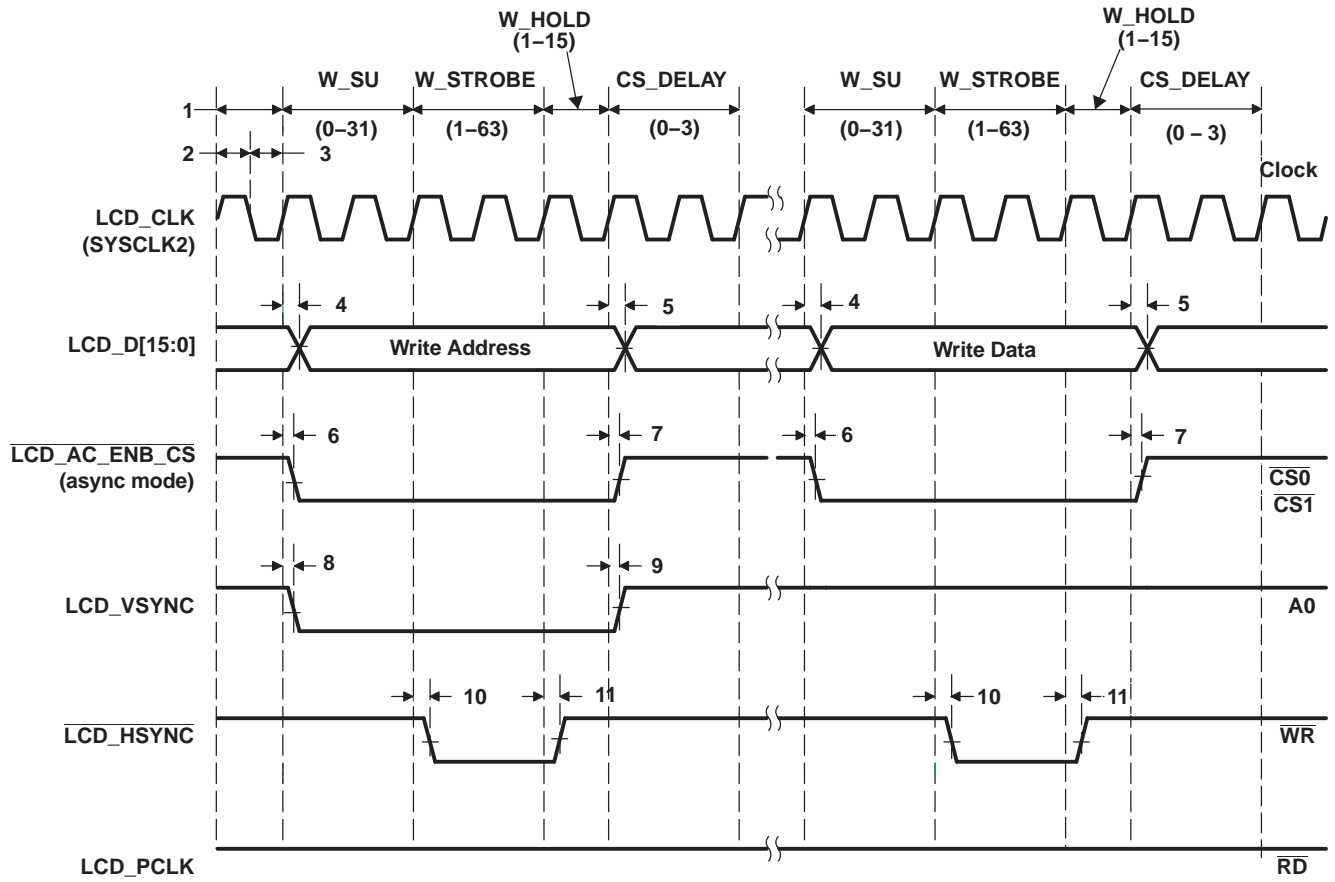 W_HOLD
(1–15)
W_HOLD
(1–15)
W_SU
W_STROBE
CS_DELAY
W_SU
W_STROBE
CS_DELAY
1
(0–31)
(1–63)
(0–3)
(0–31)
(1–63)
(0 – 3)
2
3
Clock
LCD_CLK
(SYSCLK2)
4
5
4
5
LCD_D[15:0]
Write Address
Write Data
6
7
6
7
LCD_AC_ENB_CS
(async mode)
CS0
CS1
8
9
LCD_VSYNC
A0
10
11
10
11
LCD_HSYNC
WR
LCD_PCLK
RD